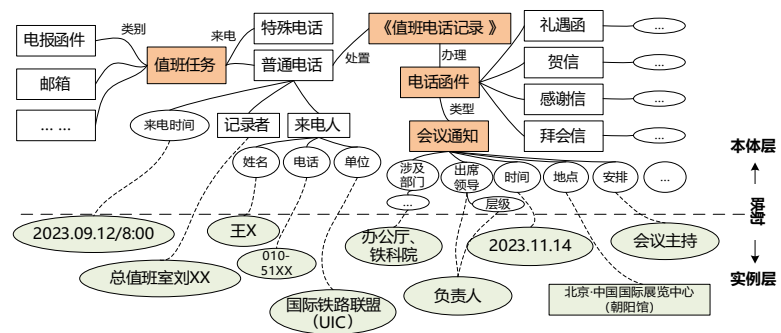 电报函件
邮箱
... ...
类别
值班任务
来电
特殊电话
普通电话
处置
《值班电话记录 》
办理
电话函件
类型
会议通知
礼遇函
...
贺信
...
感谢信
...
拜会信
...
来电时间
记录者
来电人
姓名
电话
单位
涉及
部门
...
出席
领导
层级
时间
地点
安排
...
本体层
映射
实例层
2023.09.12/8:00
总值班室刘XX
王X
010-
51XX
国际铁路联盟
（UIC）
办公厅、
铁科院
负责人
2023.11.14
北京·中国国际展览中心
（朝阳馆）
会议主持